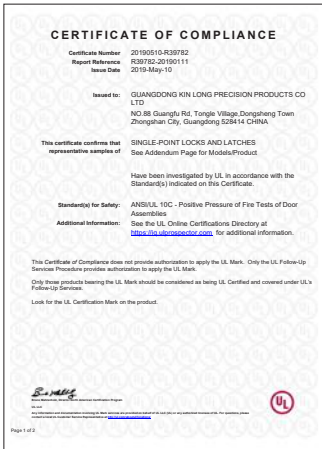 CERTIFICATE OF COMPLIANCE
Certificate Number 20190510-R39782
Report Reference R39782-20190111
Issue Date 2019-May-10
Issued to: GUANGDONG KIN LONG PRECISION PRODUCTS CO
LTD
NO.88 Guangfu Rd, Tongle Village,Dongsheng Town
Zhongshan City, Guangdong 528414 CHINA
This certificate confirms that SINGLE-POINT LOCKS AND LATCHES
representative samples of See Addendum Page for Models/Product
Have been investigated by UL in accordance with the
Standard(s) indicated on this Certificate.
Standard(s) for Safety: ANSI/UL 10C - Positive Pressure of Fire Tests of Door
Assemblies
Additional Information: See the UL Online Certifications Directory at
https://iq.ulprospector.com for additional information.
This Certificate of Compliance does not provide authorization to apply the UL Mark. Only the UL Follow-Up
Services Procedure provides authorization to apply the UL Mark.
Only those products bearing the UL Mark should be considered as being UL Certified and covered under UL's
Follow-Up Services.
Look for the UL Certification Mark on the product.
UL
Page 1 of 2